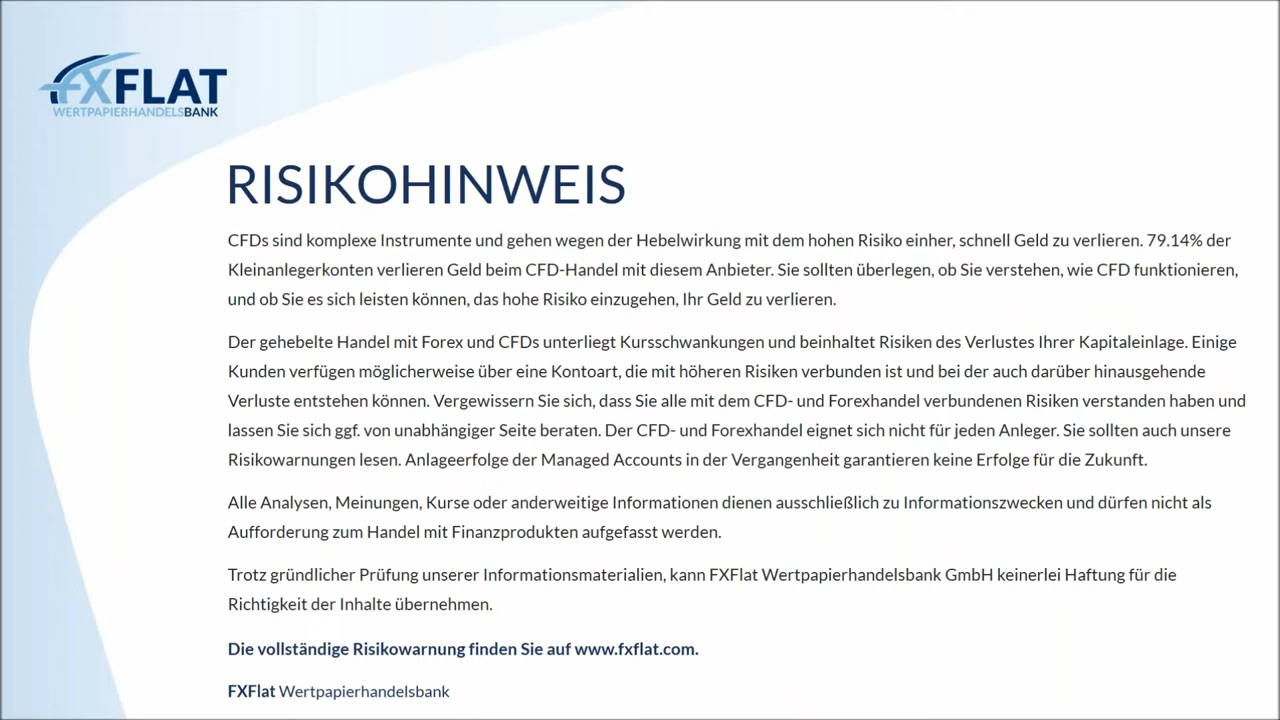 FXFLAT
WERTPAPIERHANDELSBANK
RISIKOHINWEIS
CFDs sind komplexe Instrumente und gehen wegen der Hebelwirkung mit dem hohen Risiko einher, schnell Geld zu verlieren. 79.14% der
Kleinanlegerkonten verlieren Geld beim CFD-Handel mit diesem Anbieter. Sie sollten überlegen, ob Sie verstehen, wie CFD funktionieren,
und ob Sie es sich leisten können, das hohe Risiko einzugehen, Ihr Geld zu verlieren.
Der gehebelte Handel mit Forex und CFDs unterliegt Kursschwankungen und beinhaltet Risiken des Verlustes Ihrer Kapitaleinlage. Einige
Kunden verfügen möglicherweise über eine Kontoart, die mit höheren Risiken verbunden ist und bei der auch darüber hinausgehende
Verluste entstehen können. Vergewissern Sie sich, dass Sie alle mit dem CFD- und Forexhandel verbundenen Risiken verstanden haben und
lassen Sie sich ggf. von unabhängiger Seite beraten. Der CFD- und Forexhandel eignet sich nicht für jeden Anleger. Sie sollten auch unsere
Risikowarnungen lesen. Anlageerfolge der Managed Accounts in der Vergangenheit garantieren keine Erfolge für die Zukunft.
Alle Analysen, Meinungen, Kurse oder anderweitige Informationen dienen ausschließlich zu Informationszwecken und dürfen nicht als
Aufforderung zum Handel mit Finanzprodukten aufgefasst werden.
Trotz gründlicher Prüfung unserer Informationsmaterialien, kann FXFlat Wertpapierhandelsbank GmbH keinerlei Haftung für die
Richtigkeit der Inhalte übernehmen.
Die vollständige Risikowarnung finden Sie auf www.fxflat.com.
FXFlat Wertpapierhandelsbank